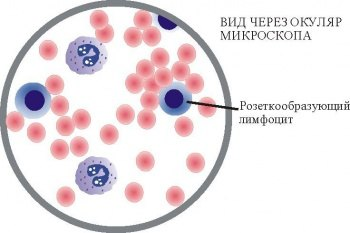 ВИД ЧЕРЕЗ ОКУЛЯР
МИКРОСКОПА
Розеткообразующий
лимфоцит